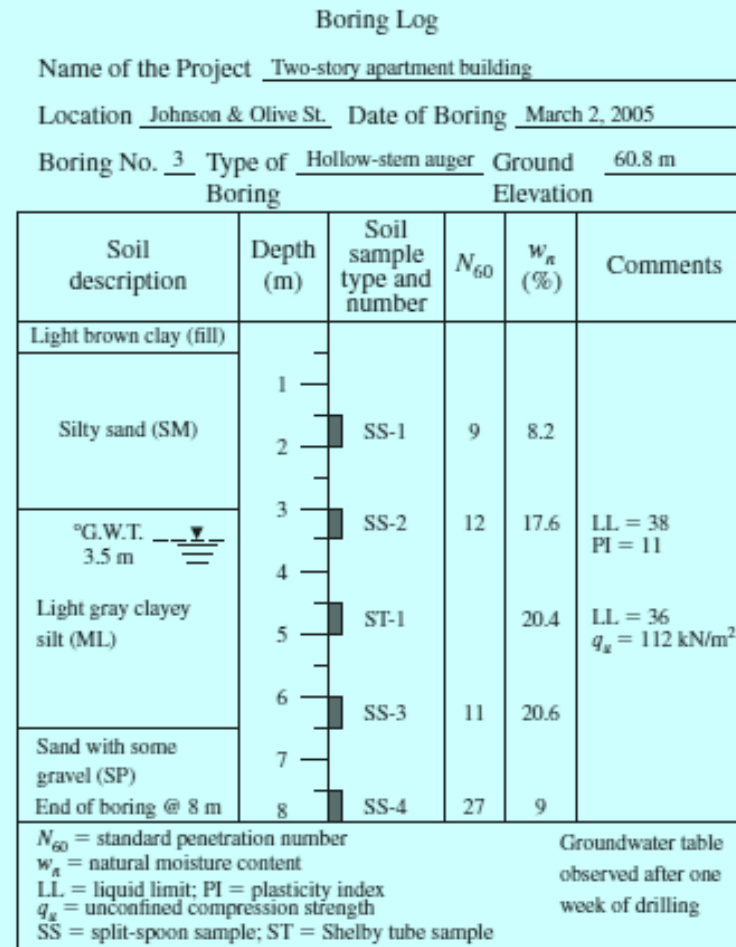 Boring Log
Name of the Project Two-story apartment building
Location Johnson & Olive St. Date of Boring March 2, 2005
Boring No. 3 Type of Hollow-stem auger Ground 60.8 m
Boring Elevation
Soil description
Depth (m)
Soil sample type and number
N60
wn (%)
Comments
Light brown clay (fill)
1
Silty sand (SM) SS-1 9 8.2
2
3
°G.W.T. SS-2 12 17.6 LL = 38
3.5 m PI = 11
4
Light gray clayey ST-1 20.4 LL = 36
silt (ML) 5 qu = 112 kN/m²
6
SS-3 11 20.6
Sand with some
gravel (SP) 7
End of boring @ 8 m 8 SS-4 27 9
N60 = standard penetration number
wn = natural moisture content
LL = liquid limit; PI = plasticity index
qu = unconfined compression strength
SS = split-spoon sample; ST = Shelby tube sample
Groundwater table
observed after one
week of drilling